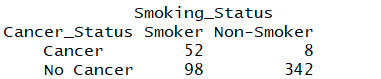 Smoking_Status
Cancer_Status Smoker Non-Smoker
Cancer 52 8
No Cancer 98 342